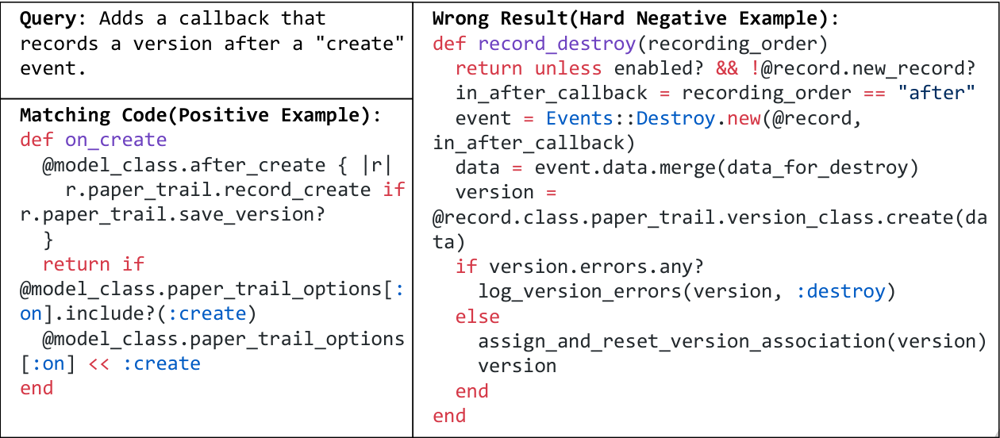 Query: Adds a callback that
records a version after a "create"
event.
Matching Code(Positive Example):
def on_create
  @model_class.after_create { |r|
    r.paper_trail.record_create if
r.paper_trail.save_version?
  }
  return if
@model_class.paper_trail_options[:
on].include?(:create)
  @model_class.paper_trail_options
[:on] << :create
end
Wrong Result(Hard Negative Example):
def record_destroy(recording_order)
  return unless enabled? && !@record.new_record?
  in_after_callback = recording_order == "after"
  event = Events::Destroy.new(@record,
in_after_callback)
  data = event.data.merge(data_for_destroy)
  version =
@record.class.paper_trail.version_class.create(da
ta)
  if version.errors.any?
    log_version_errors(version, :destroy)
  else
    assign_and_reset_version_association(version)
    version
  end
end